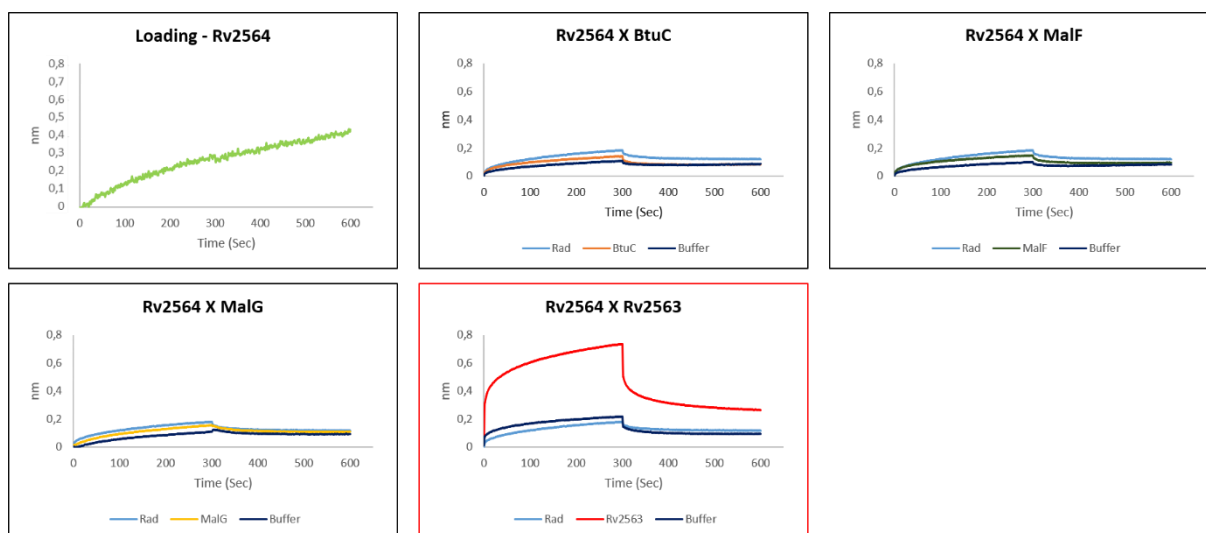 Loading - Rv2564
0,8
0,7
0,6
0,5
0,4
0,3
0,2
0,1
0
nm
0 100 200 300 400 500 600
Time (Sec)
Rv2564 X BtuC
0,8
0,6
0,4
0,2
0
nm
0 100 200 300 400 500 600
Time (Sec)
Rad BtuC Buffer
Rv2564 X MalF
0,8
0,6
0,4
0,2
0
nm
0 100 200 300 400 500 600
Time (Sec)
Rad MalF Buffer
Rv2564 X MalG
0,8
0,6
0,4
0,2
0
nm
0 100 200 300 400 500 600
Time (Sec)
Rad MalG Buffer
Rv2564 X Rv2563
0,8
0,6
0,4
0,2
0
nm
0 100 200 300 400 500 600
Time (Sec)
Rad Rv2563 Buffer